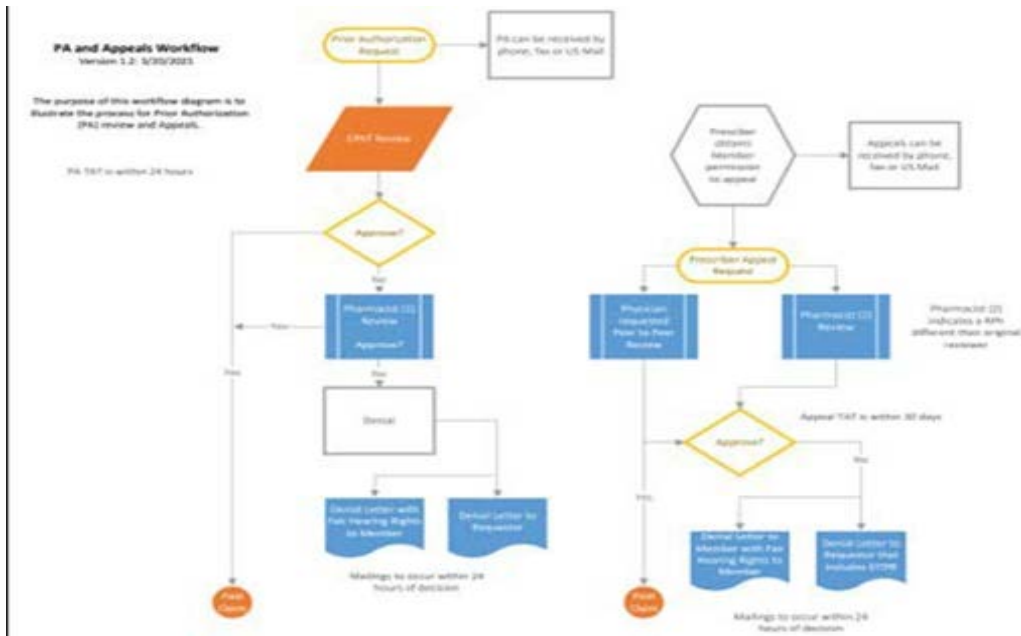 PA and Appeals Workflow
Version 1.2: 5/20/2021
The purpose of this workflow diagram is to
illustrate the process for Prior Authorization
(PA) review and Appeals.
PA TAT is within 24 hours
Prior Authorization
Request
PA can be received by
phone, fax or US Mail
CPhT Review
Approve?
No
Yes
Pharmacist (1)
Review
Approve?
Yes
No
Denial
Denial Letter with
Fair Hearing Rights
to Member
Denial Letter to
Requestor
Mailings to occur within 24
hours of decision
Paid
Claim
Prescriber
obtains
Member
permission
to appeal
Appeals can be
received by phone,
fax or US Mail
Prescriber Appeal
Request
Physician
requested
Peer to Peer
Review
Pharmacist (2)
Review
Pharmacist (2)
indicates a RPh
different than original
reviewer
Appeal TAT is within 30 days
Approve?
Yes
No
Denial Letter to
Member with Fair
Hearing Rights to
Member
Denial Letter to
Requestor that
includes
Mailings to occur within 24
hours of decision
Paid
Claim